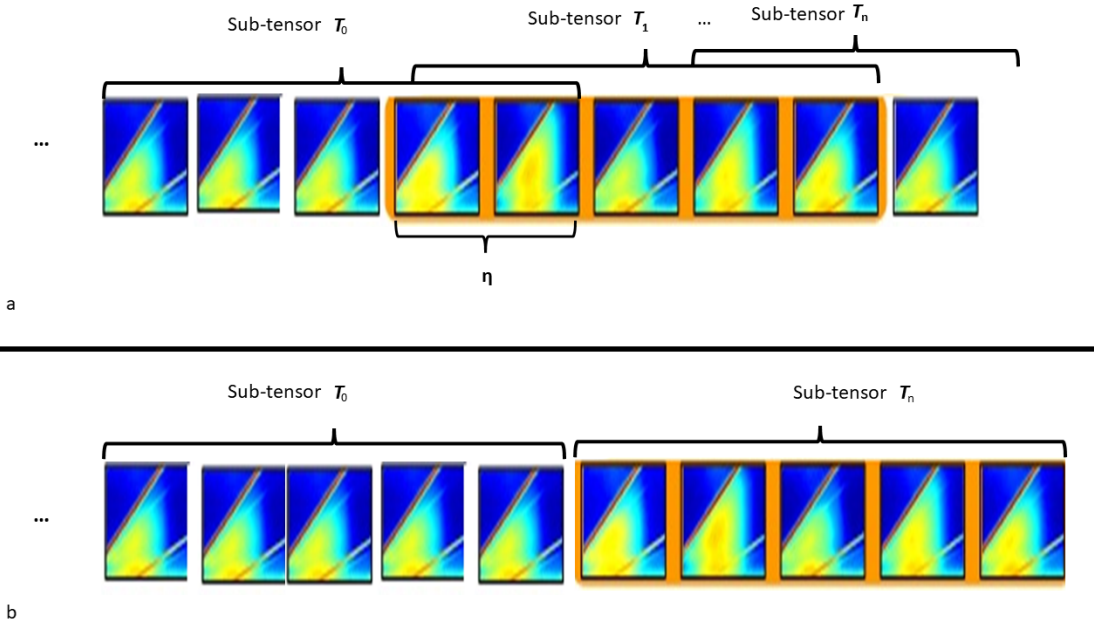 Sub-tensor T0 Sub-tensor T1 ... Sub-tensor Tn
...
η
a
Sub-tensor T0 Sub-tensor Tn
...
b